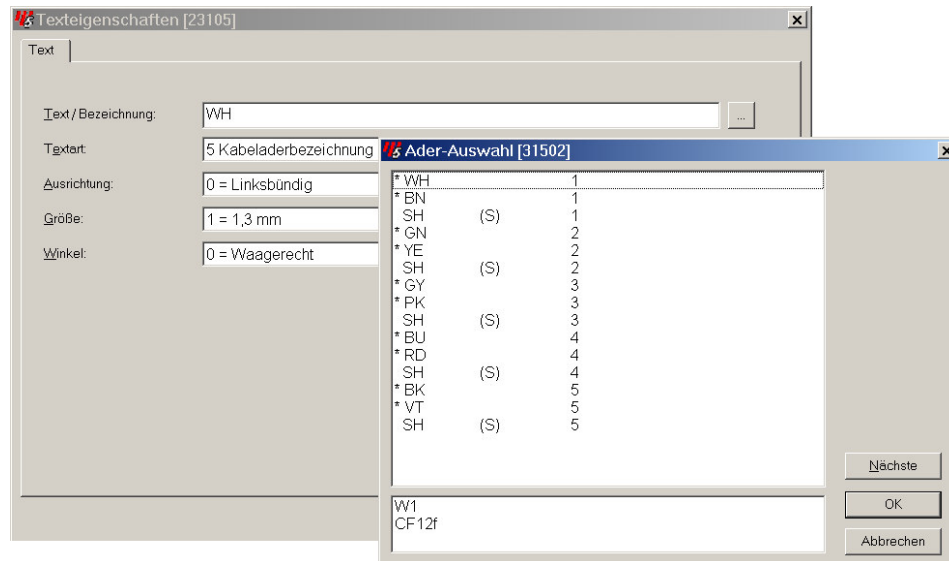 Texteigenschaften [23105]
Text
Text/Bezeichnung: WH ...
Textart: 5 Kabeladerbezeichnung
Ausrichtung: 0 = Linksbündig
Größe: 1 = 1,3 mm
Winkel: 0 = Waagerecht
Ader-Auswahl [31502]
* WH 1
* BN 1
SH (S) 1
* GN 2
* YE 2
SH (S) 2
* GY 3
* PK 3
SH (S) 3
* BU 4
* RD 4
SH (S) 4
* BK 5
* VT 5
SH (S) 5
Nächste
W1
CF12f
OK
Abbrechen